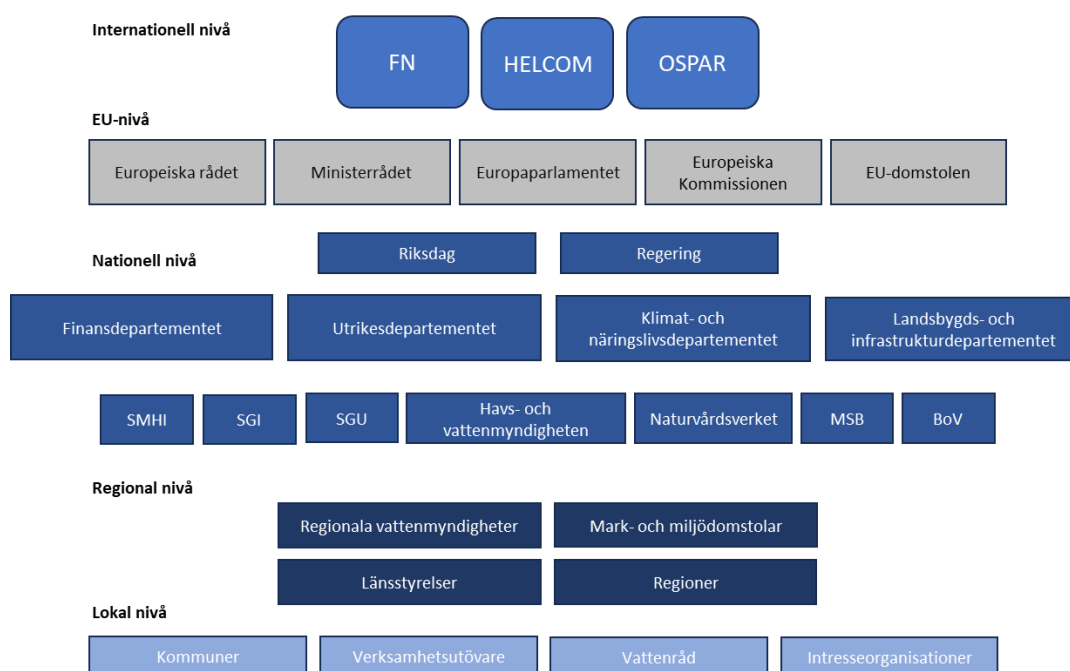 Internationell nivå
FN
HELCOM
OSPAR
EU-nivå
Europeiska rådet
Ministerrådet
Europaparlamentet
Europeiska
Kommissionen
EU-domstolen
Nationell nivå
Riksdag
Regering
Finansdepartementet
Utrikesdepartementet
Klimat- och
näringslivsdepartementet
Landsbygds- och
infrastrukturdepartementet
SMHI
SGI
SGU
Havs- och
vattenmyndigheten
Naturvårdsverket
MSB
BoV
Regional nivå
Regionala vattenmyndigheter
Mark- och miljödomstolar
Länsstyrelser
Regioner
Lokal nivå
Kommuner
Verksamhetsutövare
Vattenråd
Intresseorganisationer